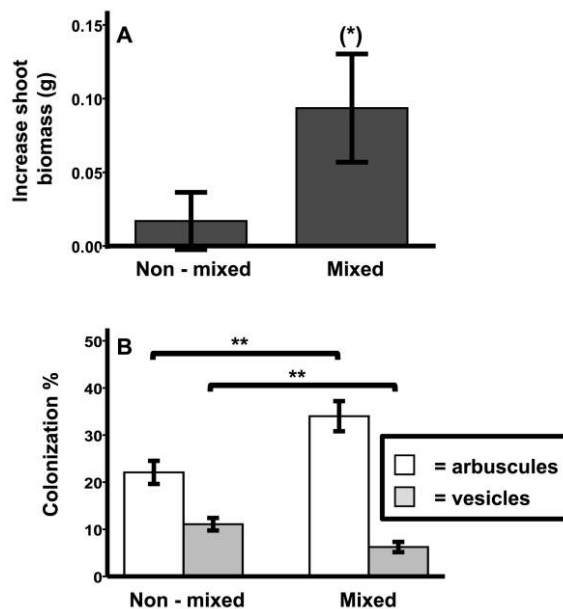 A
(*)
Increase shoot
biomass (g)
0.15
0.10
0.05
0.00
Non - mixed
Mixed
B
**
**
Colonization %
50
40
30
20
10
0
= arbuscules
= vesicles
Non - mixed
Mixed